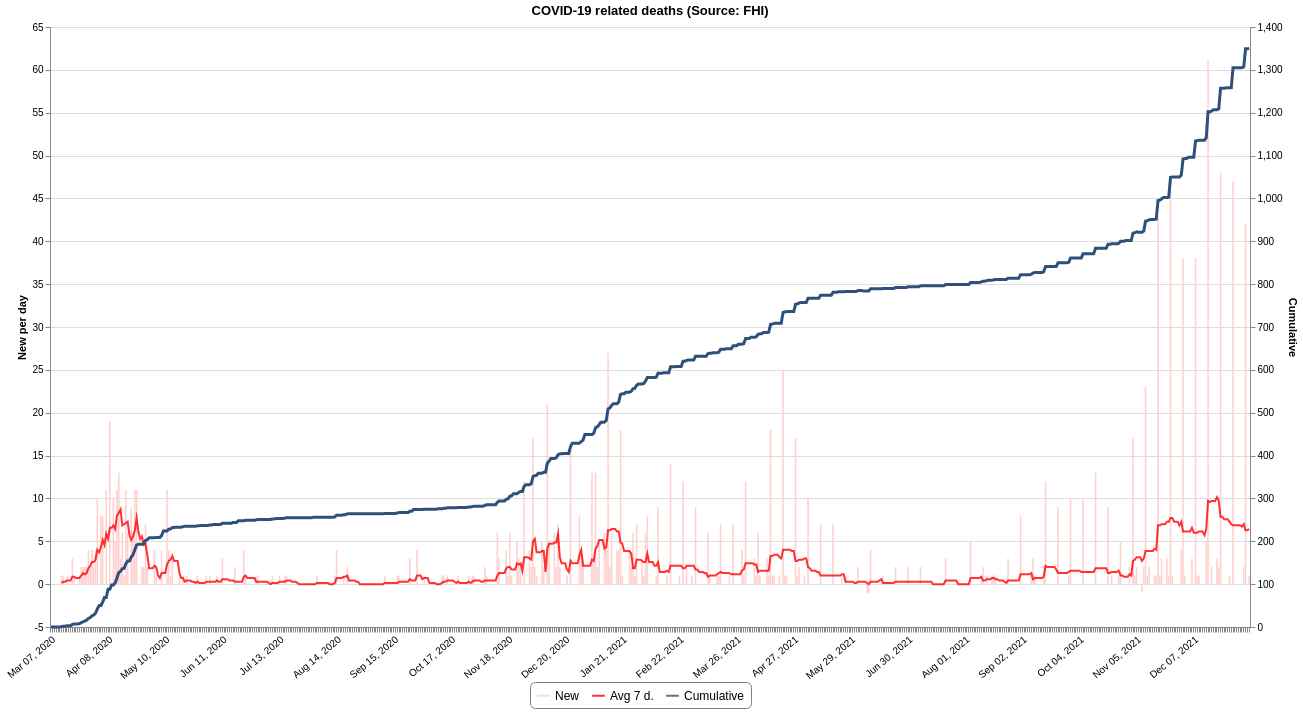 COVID-19 related deaths (Source: FHI)
65
60
55
50
45
40
35
30
25
20
15
10
5
0
-5
New per day
1,400
1,300
1,200
1,100
1,000
900
800
700
600
500
400
300
200
100
0
Cumulative
Mar 07, 2020
Apr 08, 2020
May 10, 2020
Jun 11, 2020
Jul 13, 2020
Aug 14, 2020
Sep 15, 2020
Oct 17, 2020
Nov 18, 2020
Dec 20, 2020
Jan 21, 2021
Feb 22, 2021
Mar 26, 2021
Apr 27, 2021
May 29, 2021
Jun 30, 2021
Aug 01, 2021
Sep 02, 2021
Oct 04, 2021
Nov 05, 2021
Dec 07, 2021
New Avg 7 d. Cumulative